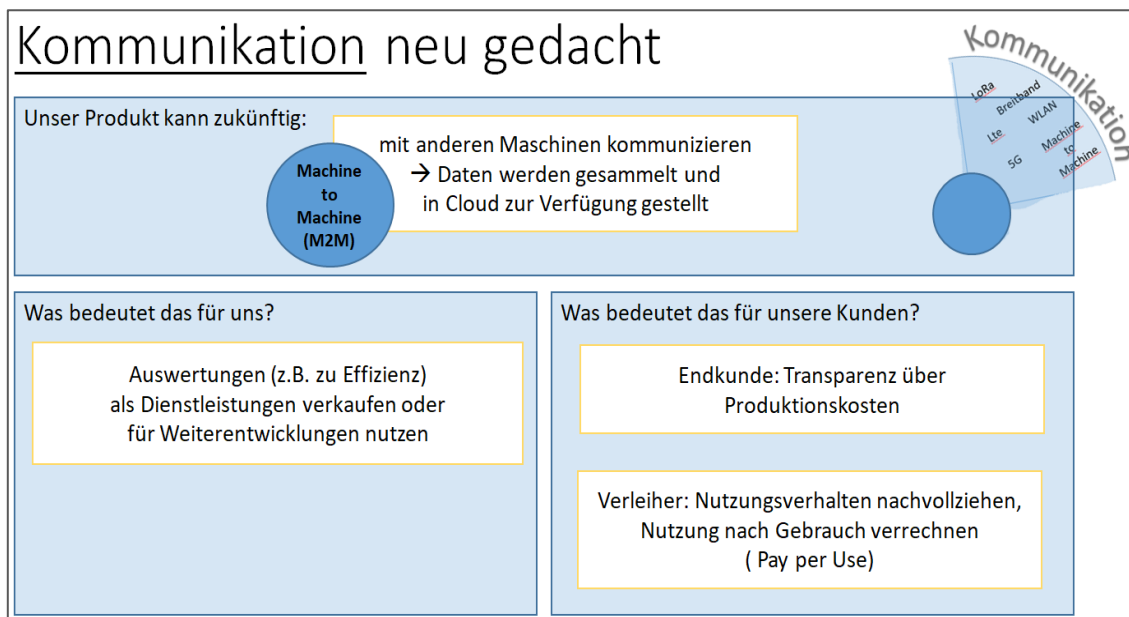 Kommunikation neu gedacht
Kommunikation
LoRa
Breitband
WLAN
Lte
Machine
to
Machine
5G
Unser Produkt kann zukünftig:
mit anderen Maschinen kommunizieren
→ Daten werden gesammelt und
in Cloud zur Verfügung gestellt
Machine
to
Machine
(M2M)
Was bedeutet das für uns?
Auswertungen (z.B. zu Effizienz)
als Dienstleistungen verkaufen oder
für Weiterentwicklungen nutzen
Was bedeutet das für unsere Kunden?
Endkunde: Transparenz über
Produktionskosten
Verleiher: Nutzungsverhalten nachvollziehen,
Nutzung nach Gebrauch verrechnen
( Pay per Use)